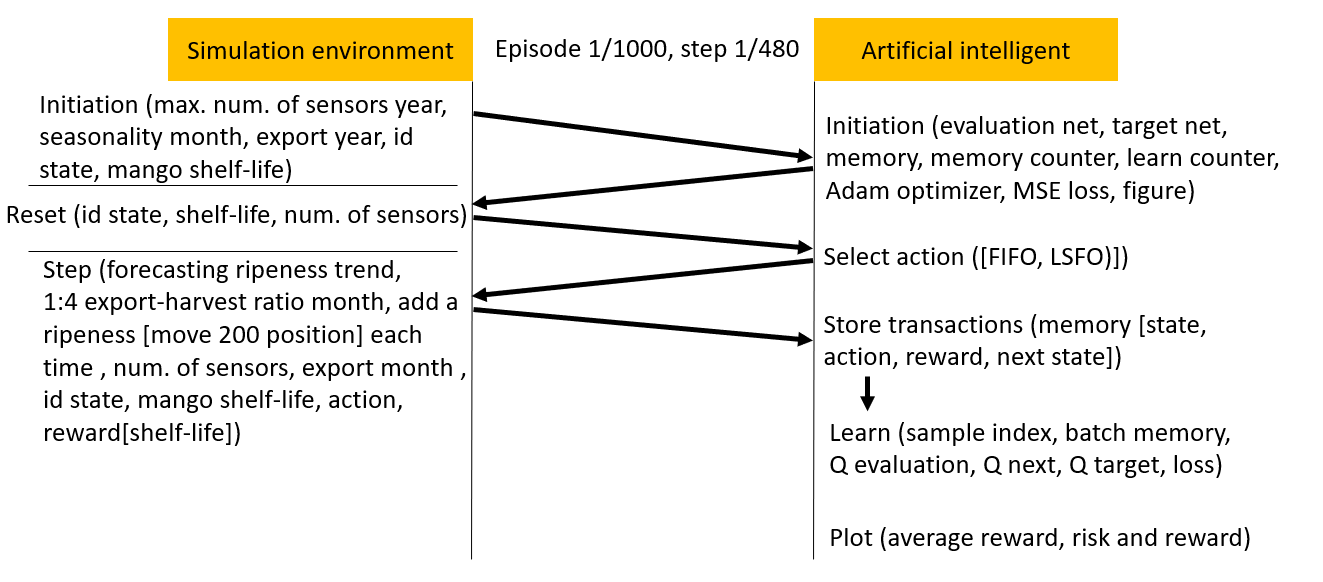 Simulation environment
Episode 1/1000, step 1/480
Artificial intelligent
Initiation (max. num. of sensors year,
seasonality month, export year, id
state, mango shelf-life)
Initiation (evaluation net, target net,
memory, memory counter, learn counter,
Adam optimizer, MSE loss, figure)
Reset (id state, shelf-life, num. of sensors)
Select action ([FIFO, LSFO)])
Step (forecasting ripeness trend,
1:4 export-harvest ratio month, add a
ripeness [move 200 position] each
time , num. of sensors, export month ,
id state, mango shelf-life, action,
reward[shelf-life])
Store transactions (memory [state,
action, reward, next state])
Learn (sample index, batch memory,
Q evaluation, Q next, Q target, loss)
Plot (average reward, risk and reward)